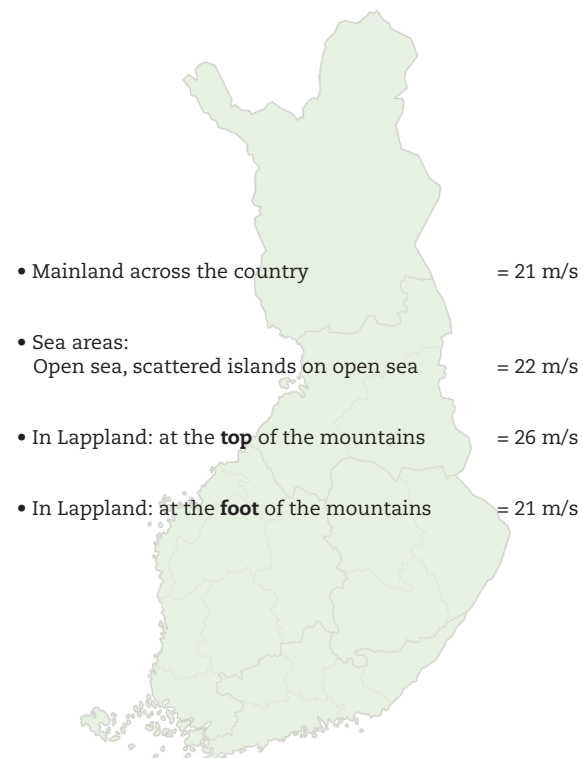 • Mainland across the country = 21 m/s
• Sea areas:
Open sea, scattered islands on open sea = 22 m/s
• In Lappland: at the top of the mountains = 26 m/s
• In Lappland: at the foot of the mountains = 21 m/s